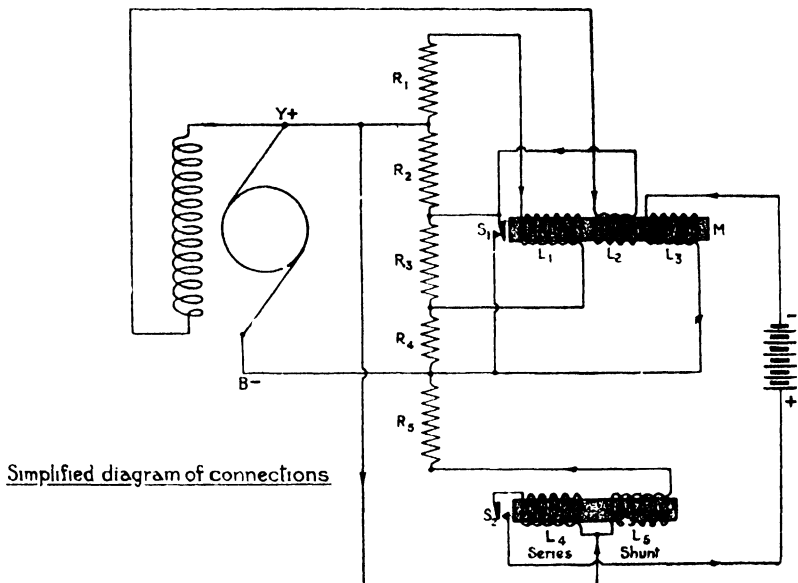 R1
Y+
R2
S1
M
L1 L2 L3
R3
R4
-
B-
+
R5
Simplified diagram of connections
S2
L4 L5
Series Shunt